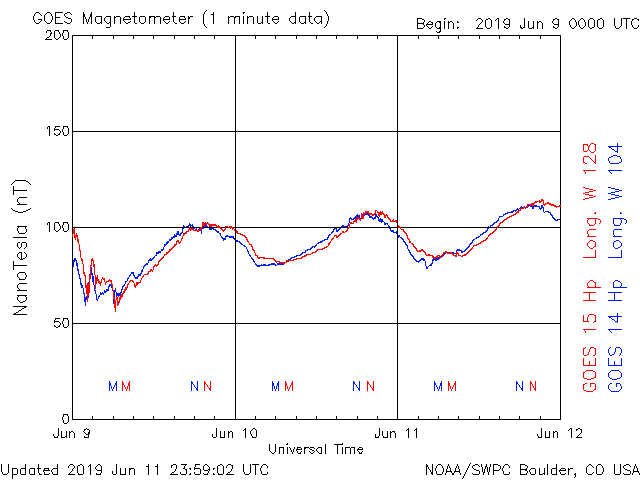 GOES Magnetometer (1 minute data)
Begin: 2019 Jun 9 0000 UTC
200
150
100
50
0
NanoTesla (nT)
M M N N M M N N M M N N
Jun 9 Jun 10 Jun 11 Jun 12
Universal Time
GOES 15 Hp Long. W 128
GOES 14 Hp Long. W 104
Updated 2019 Jun 11 23:59:02 UTC
NOAA/SWPC Boulder, CO USA